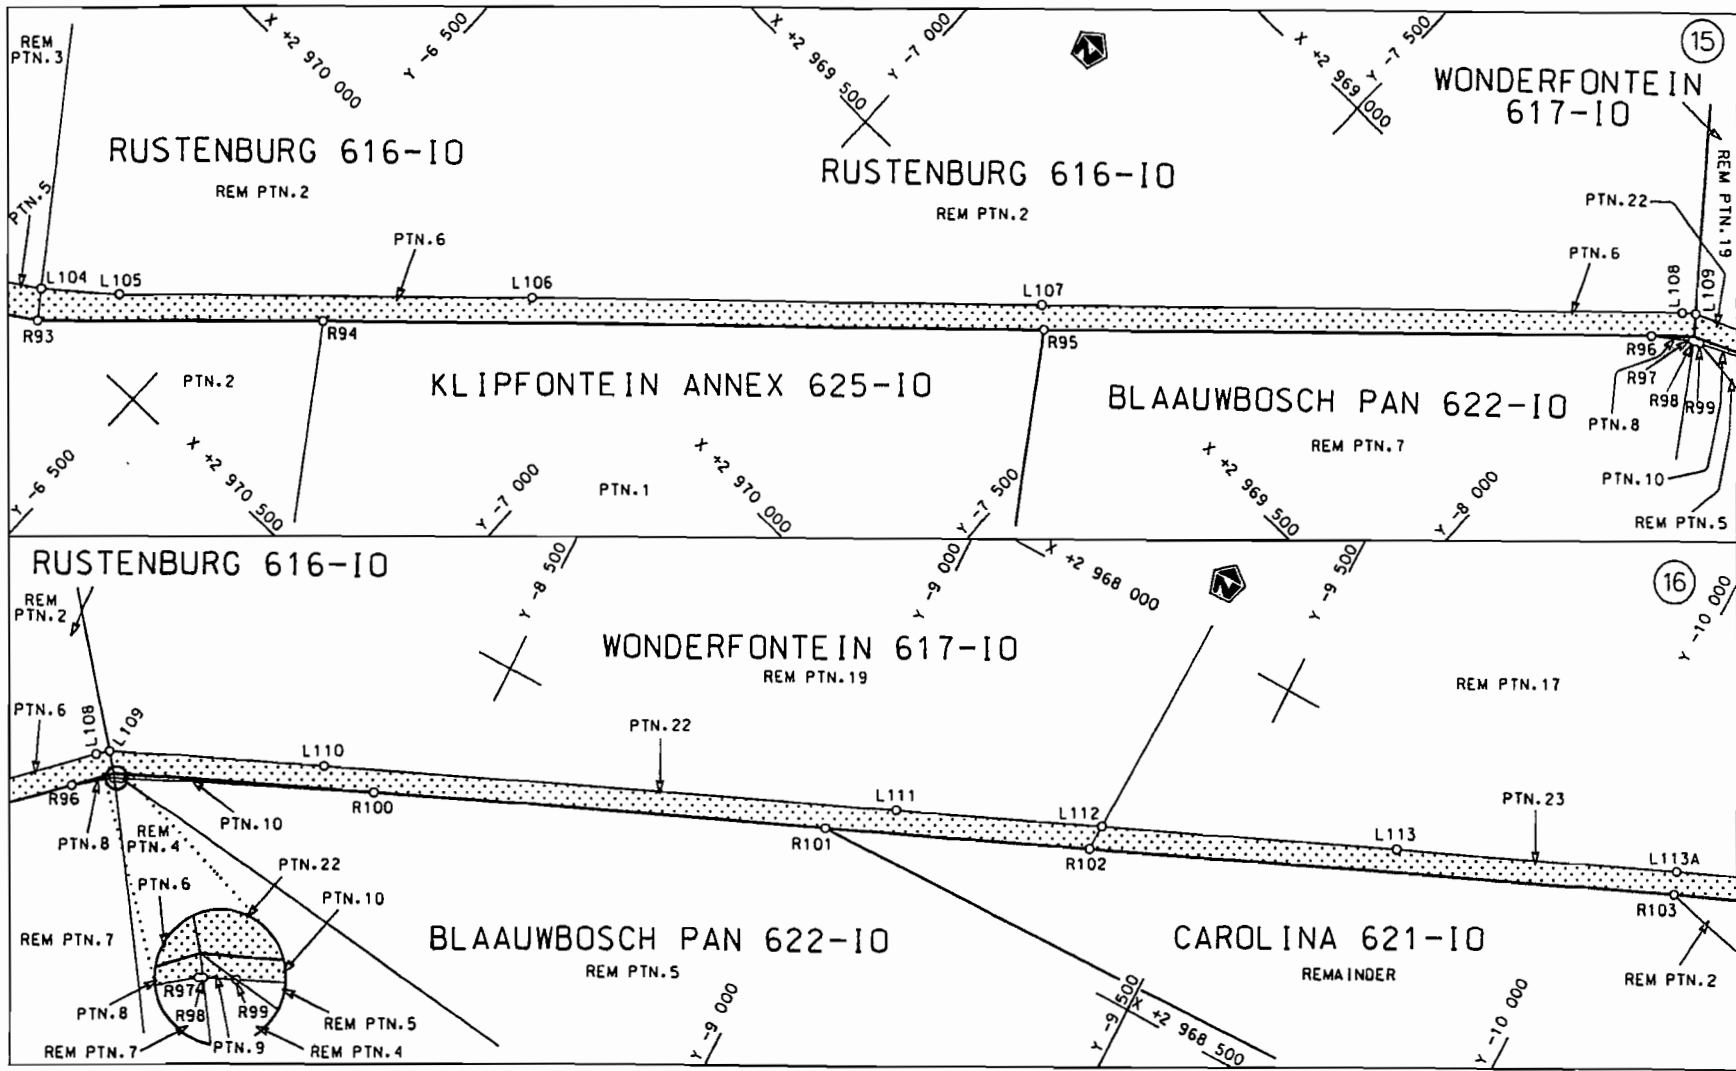 REM
PTN.3
X +2 970 000
Y -6 500
X +2 969 500
Y -7 000
N
X +2 969 000
Y -7 500
15
WONDERFONTEIN
617-IO
RUSTENBURG 616-IO
REM PTN.2
RUSTENBURG 616-IO
REM PTN.2
REM PTN.19
PTN.5
PTN.22
PTN.6
PTN.6
L104
L105
L106
L107
L108
L109
R93
R94
R95
R96
R97
R98
R99
PTN.2
KLIPFONTEIN ANNEX 625-IO
BLAAUWBOSCH PAN 622-IO
REM PTN.7
PTN.8
PTN.10
REM PTN.5
Y -6 500
X +2 970 500
Y -7 000
PTN.1
X +2 970 000
Y -7 500
X +2 969 500
Y -8 000
RUSTENBURG 616-IO
REM
PTN.2
Y -8 500
Y -9 000
X +2 968 000
N
Y -9 500
16
Y -10 000
WONDERFONTEIN 617-IO
REM PTN.19
REM PTN.17
PTN.6
L108
L109
PTN.22
L110
L111
L112
L113
PTN.23
L113A
R96
R100
R101
R102
R103
PTN.8
REM
PTN.4
PTN.10
PTN.22
PTN.6
PTN.10
REM PTN.7
BLAAUWBOSCH PAN 622-IO
REM PTN.5
CAROLINA 621-IO
REMAINDER
REM PTN.2
R97
R98
R99
PTN.8
REM PTN.5
REM PTN.7
PTN.9
REM PTN.4
Y -9 000
Y -9 500
X +2 968 500
Y -10 000